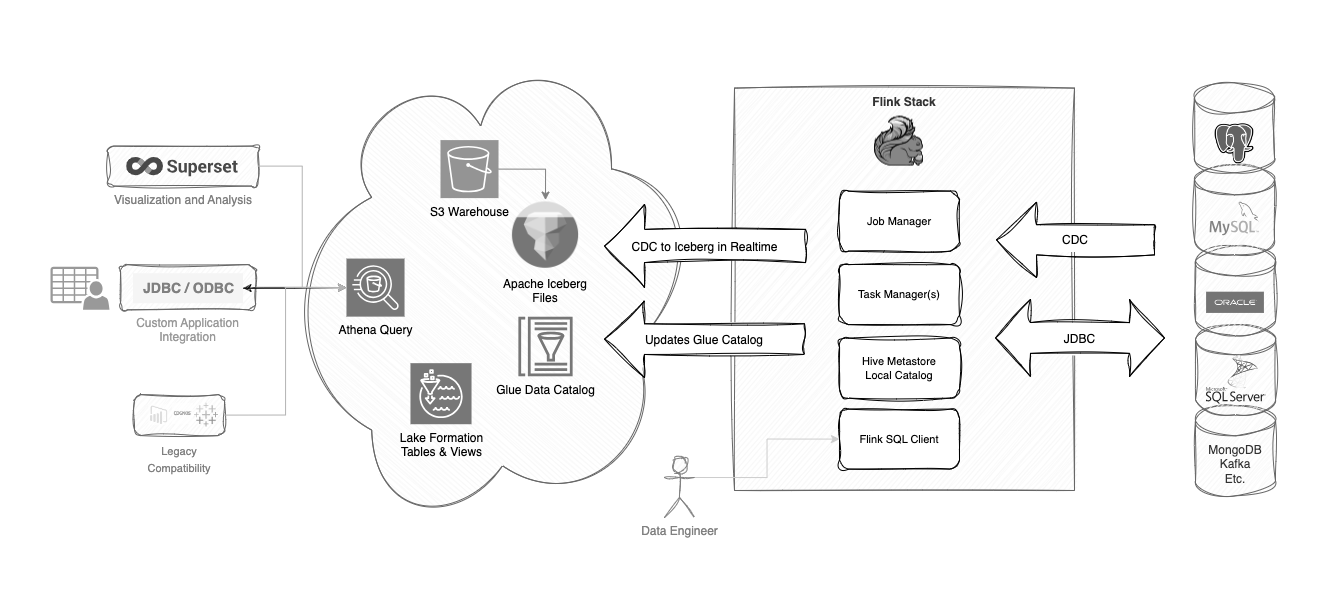 Superset
Visualization and Analysis
JDBC / ODBC
Custom Application
Integration
Legacy
Compatibility
S3 Warehouse
Apache Iceberg
Files
Athena Query
Glue Data Catalog
Lake Formation
Tables & Views
CDC to Iceberg in Realtime
Updates Glue Catalog
Flink Stack
Job Manager
Task Manager(s)
Hive Metastore
Local Catalog
Flink SQL Client
Data Engineer
CDC
JDBC
MySQL
ORACLE
Microsoft
SQL Server
MongoDB
Kafka
Etc.